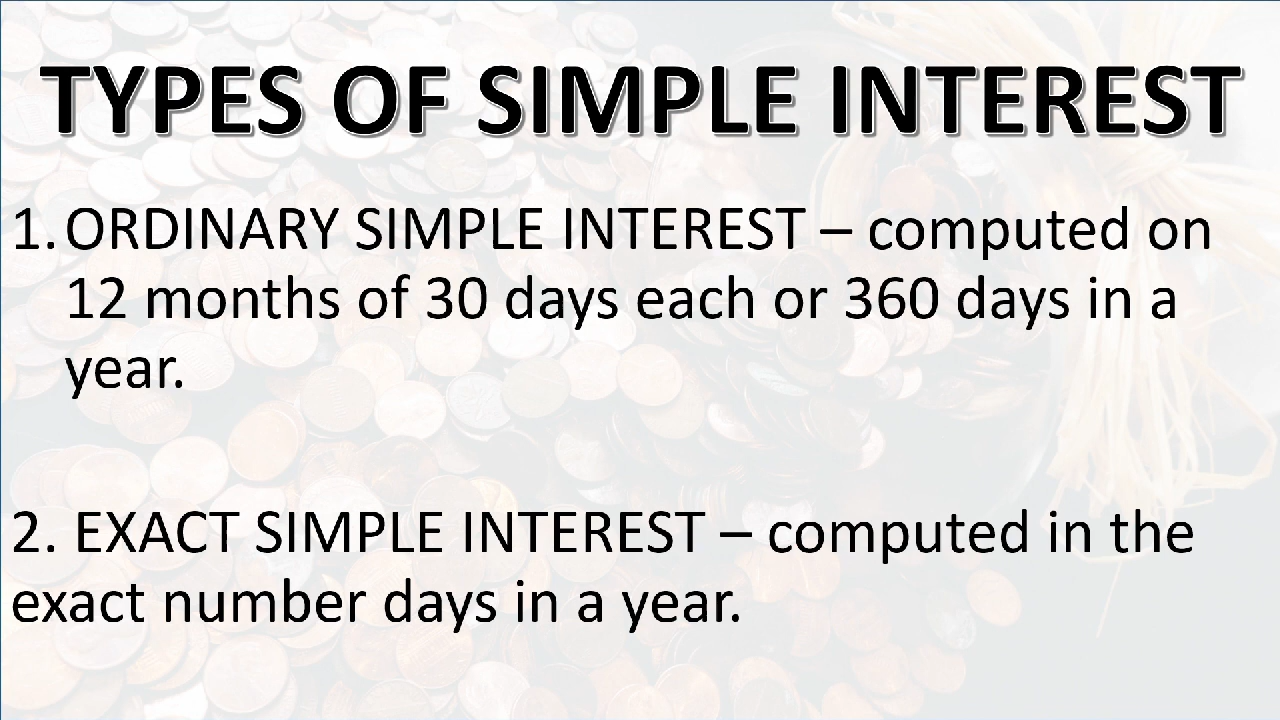 TYPES OF SIMPLE INTEREST
1. ORDINARY SIMPLE INTEREST – computed on
12 months of 30 days each or 360 days in a
year.
2. EXACT SIMPLE INTEREST – computed in the
exact number days in a year.